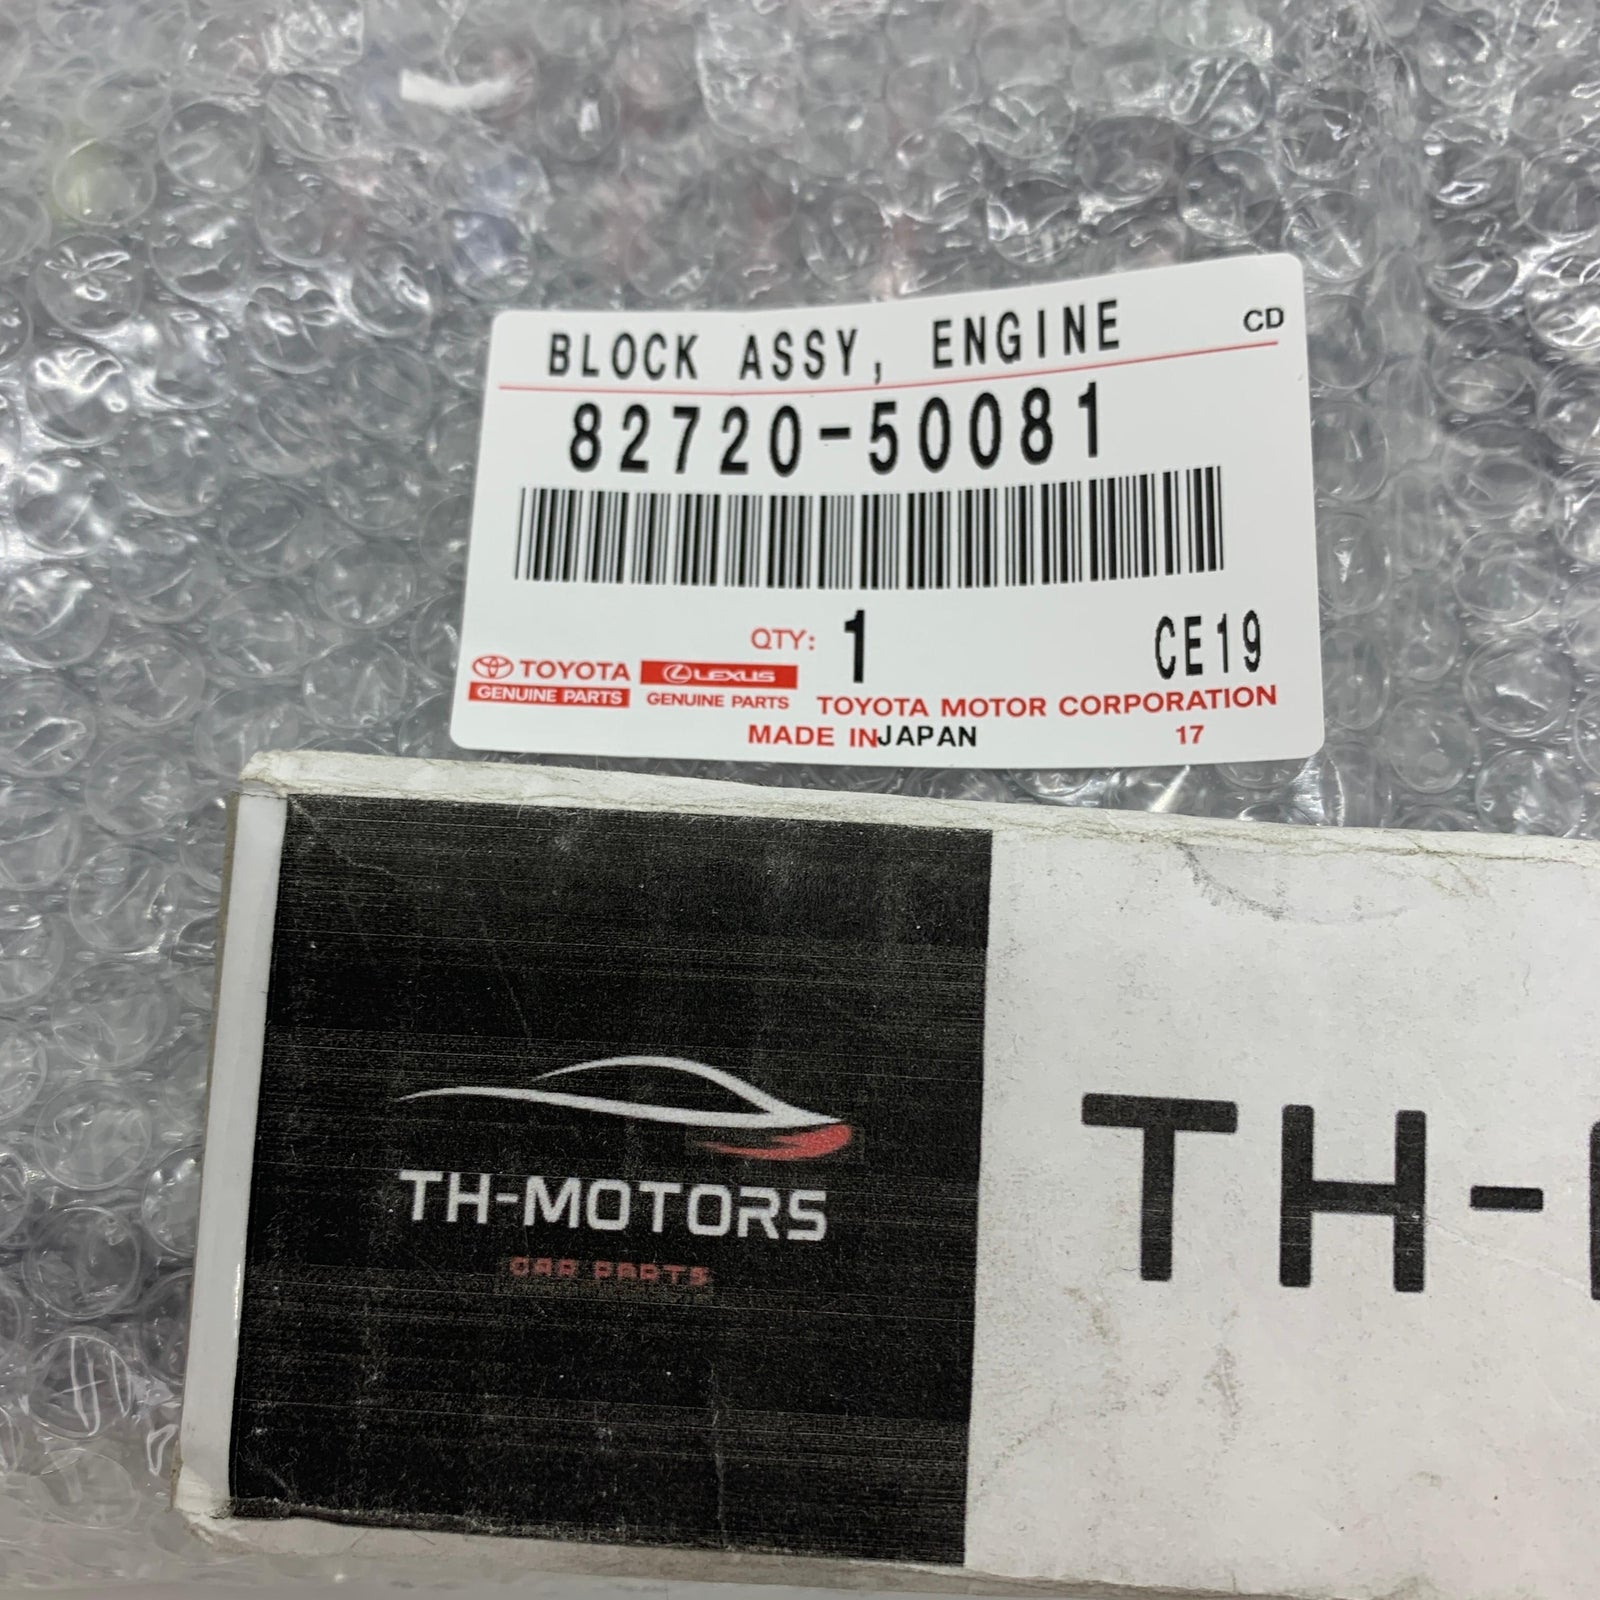 BLOCK ASSY, ENGINE CD
82720-50081
QTY: 1 CE19
TOYOTA LEXUS
GENUINE PARTS GENUINE PARTS TOYOTA MOTOR CORPORATION
MADE IN JAPAN 17
TH-MOTORS
CAR PARTS
TH-